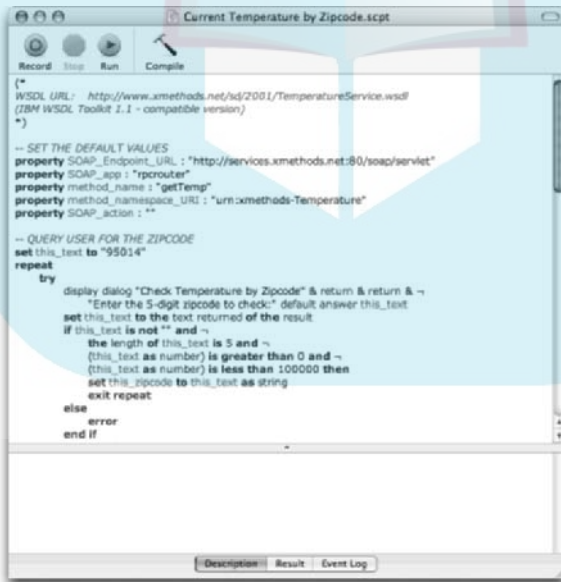 Current Temperature by Zipcode.scpt
Record Stop Run Compile
(*
WSDL URL: http://www.xmethods.net/sd/2001/TemperatureService.wsdl
(IBM WSDL Toolkit 1.1 - compatible version)
*)
-- SET THE DEFAULT VALUES
property SOAP_Endpoint_URL : "http://services.xmethods.net:80/soap/servlet"
property SOAP_app : "rpcrouter"
property method_name : "getTemp"
property method_namespace_URI : "urn:xmethods-Temperature"
property SOAP_action : ""
-- QUERY USER FOR THE ZIPCODE
set this_text to "95014"
repeat
try
display dialog "Check Temperature by Zipcode" & return & return & ¬
"Enter the 5-digit zipcode to check:" default answer this_text
set this_text to the text returned of the result
if this_text is not "" and ¬
the length of this_text is 5 and ¬
(this_text as number) is greater than 0 and ¬
(this_text as number) is less than 100000 then
set this_zipcode to this_text as string
exit repeat
else
error
end if
Description Result Event Log